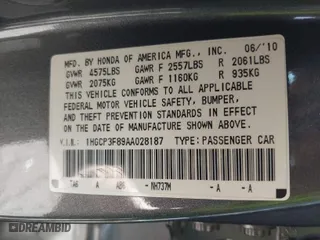 MFD. BY HONDA OF AMERICA MFG., INC. 06/'10
GVWR 4575LBS GAWR F 2557LBS R 2061LBS
GVWR 2075KG GAWR F 1160KG R 935KG
THIS VEHICLE CONFORMS TO ALL APPLICABLE
FEDERAL MOTOR VEHICLE SAFETY, BUMPER,
AND THEFT PREVENTION STANDARDS IN EFFECT
ON THE DATE OF MANUFACTURE SHOWN ABOVE.
V.I.N.: 1HGCP3F89AA028187 TYPE: PASSENGER CAR
A NH737M - A - A
DREAMBID